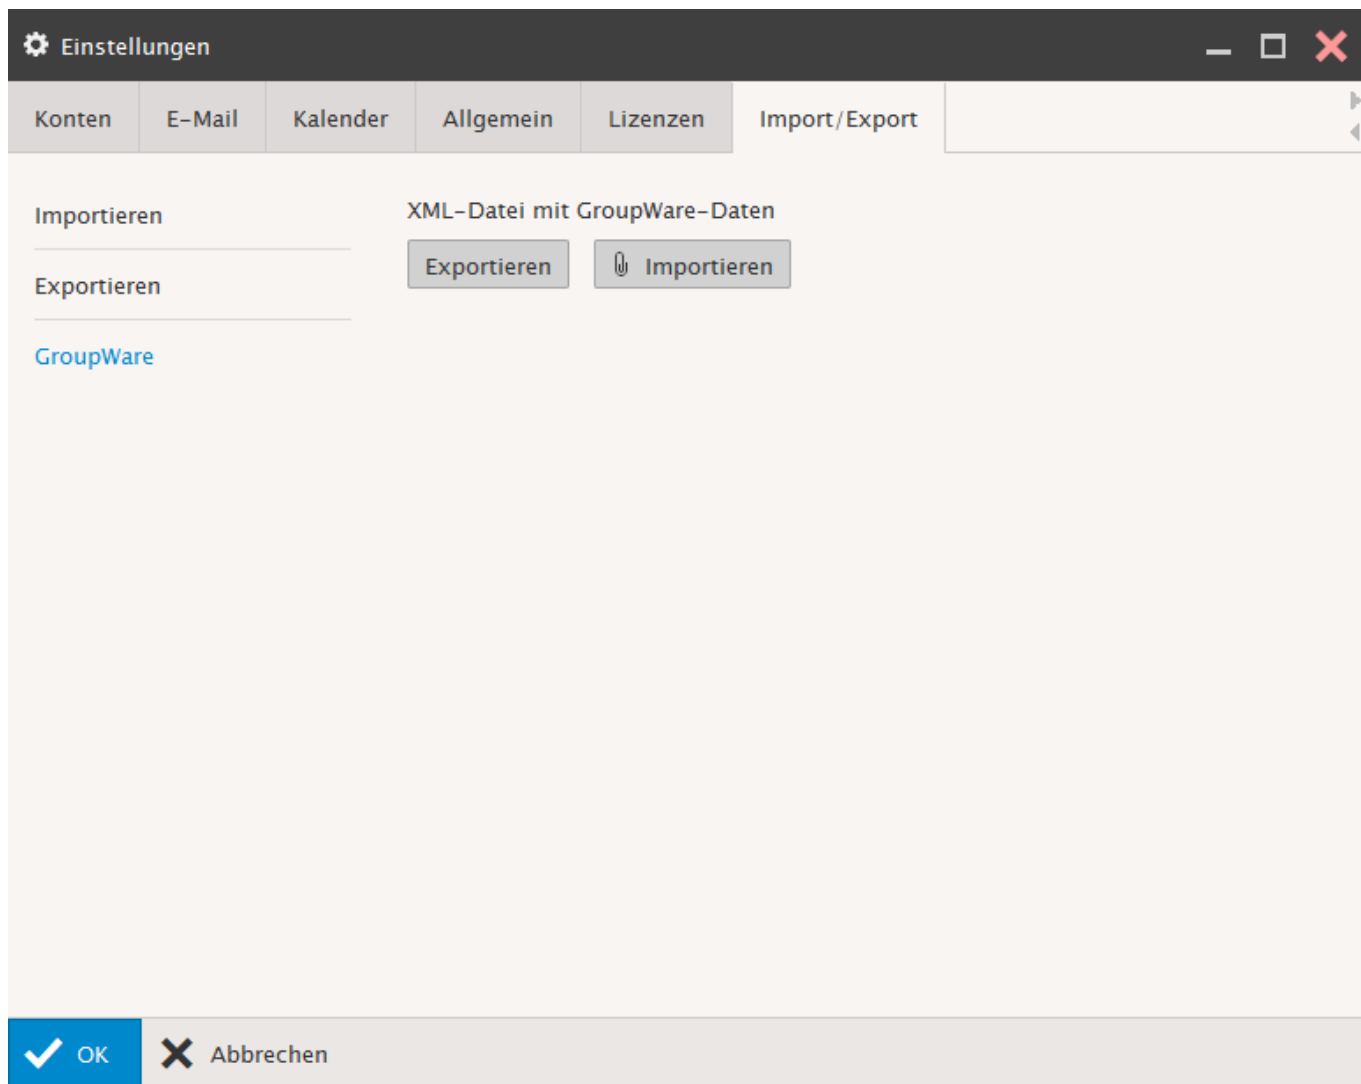 Einstellungen
Konten E-Mail Kalender Allgemein Lizenzen Import/Export
Importieren
Exportieren
GroupWare
XML-Datei mit GroupWare-Daten
Exportieren Importieren
OK Abbrechen